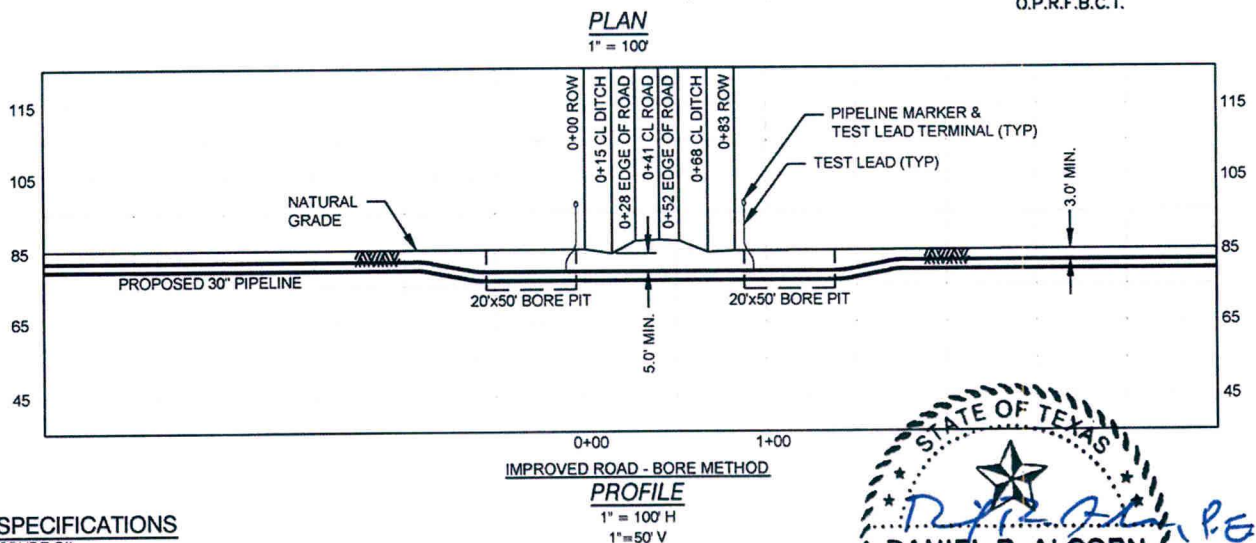 O.P.R.F.B.C.T.
PLAN
1" = 100'
115
105
85
65
45
115
105
85
65
45
0+00 ROW
0+15 CL DITCH
0+28 EDGE OF ROAD
0+41 CL ROAD
0+52 EDGE OF ROAD
0+68 CL DITCH
0+83 ROW
PIPELINE MARKER &
TEST LEAD TERMINAL (TYP)
TEST LEAD (TYP)
3.0' MIN.
NATURAL
GRADE
PROPOSED 30" PIPELINE
20'x50' BORE PIT
20'x50' BORE PIT
5.0' MIN.
0+00
1+00
IMPROVED ROAD - BORE METHOD
PROFILE
1" = 100' H
1"=50' V
SPECIFICATIONS
STATE OF TEXAS
, P.E
DANIEL R. ALCORN